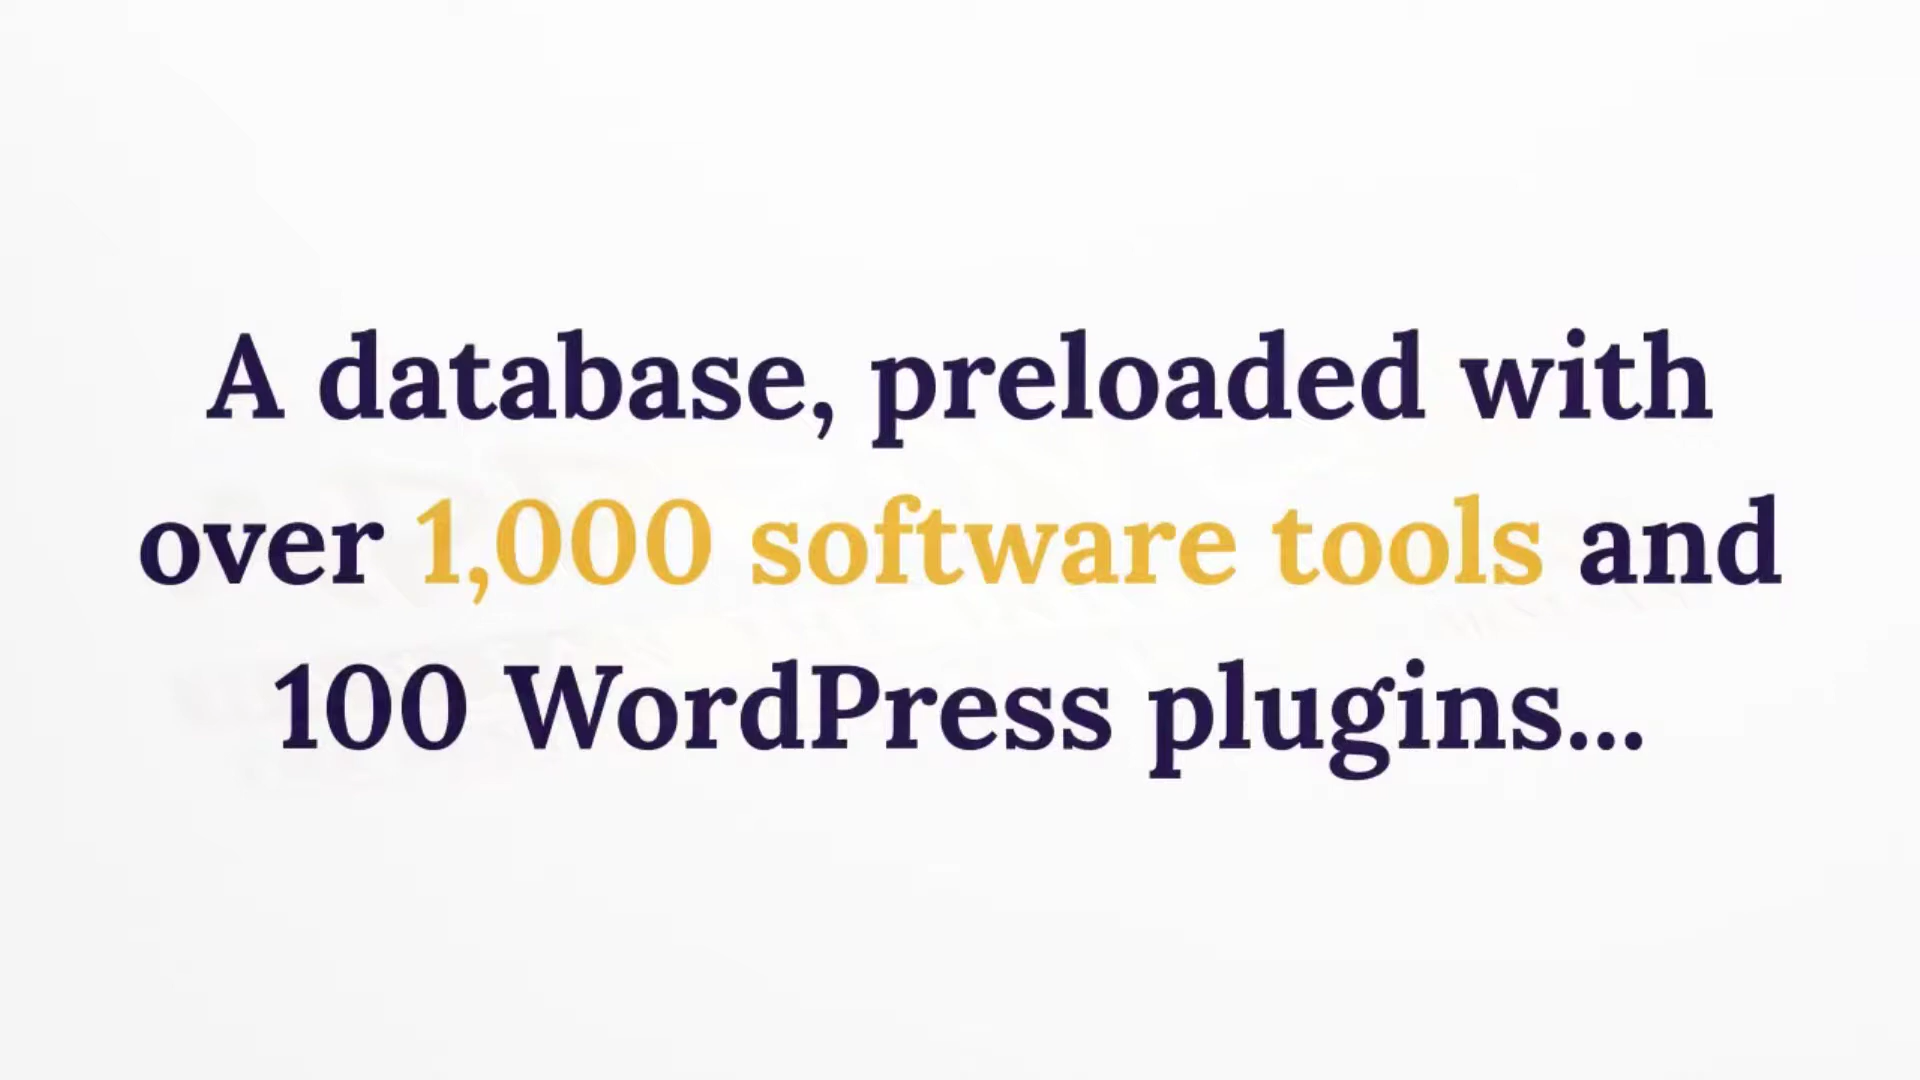 A database, preloaded with
over 1,000 software tools and
100 WordPress plugins...